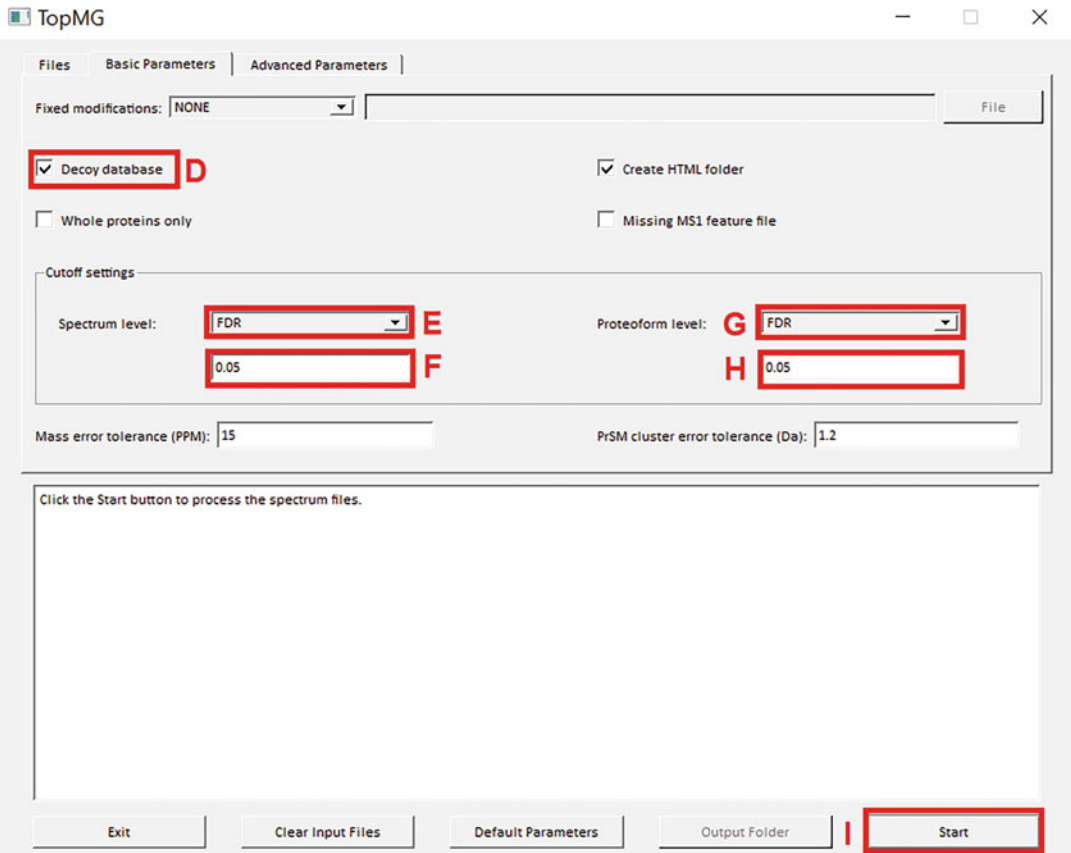 TopMG
Files Basic Parameters Advanced Parameters
Fixed modifications: NONE File
Decoy database D Create HTML folder
Whole proteins only Missing MS1 feature file
Cutoff settings
Spectrum level: FDR E Proteoform level: G FDR
0.05 F H 0.05
Mass error tolerance (PPM): 15 PrSM cluster error tolerance (Da): 1.2
Click the Start button to process the spectrum files.
Exit Clear Input Files Default Parameters Output Folder I Start